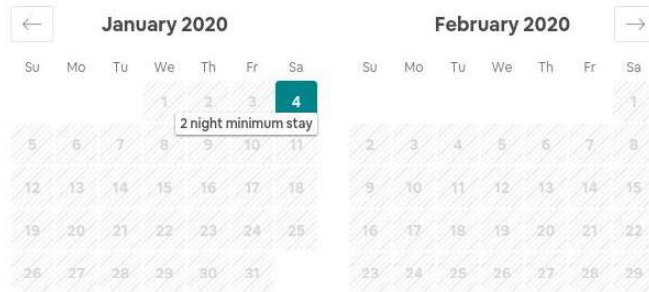 ← January 2020
Su Mo Tu We Th Fr Sa
1 2 3 4
2 night minimum stay
5 6 7 8 9 10 11
12 13 14 15 16 17 18
19 20 21 22 23 24 25
26 27 28 29 30 31
February 2020 →
Su Mo Tu We Th Fr Sa
1
2 3 4 5 6 7 8
9 10 11 12 13 14 15
16 17 18 19 20 21 22
23 24 25 26 27 28 29